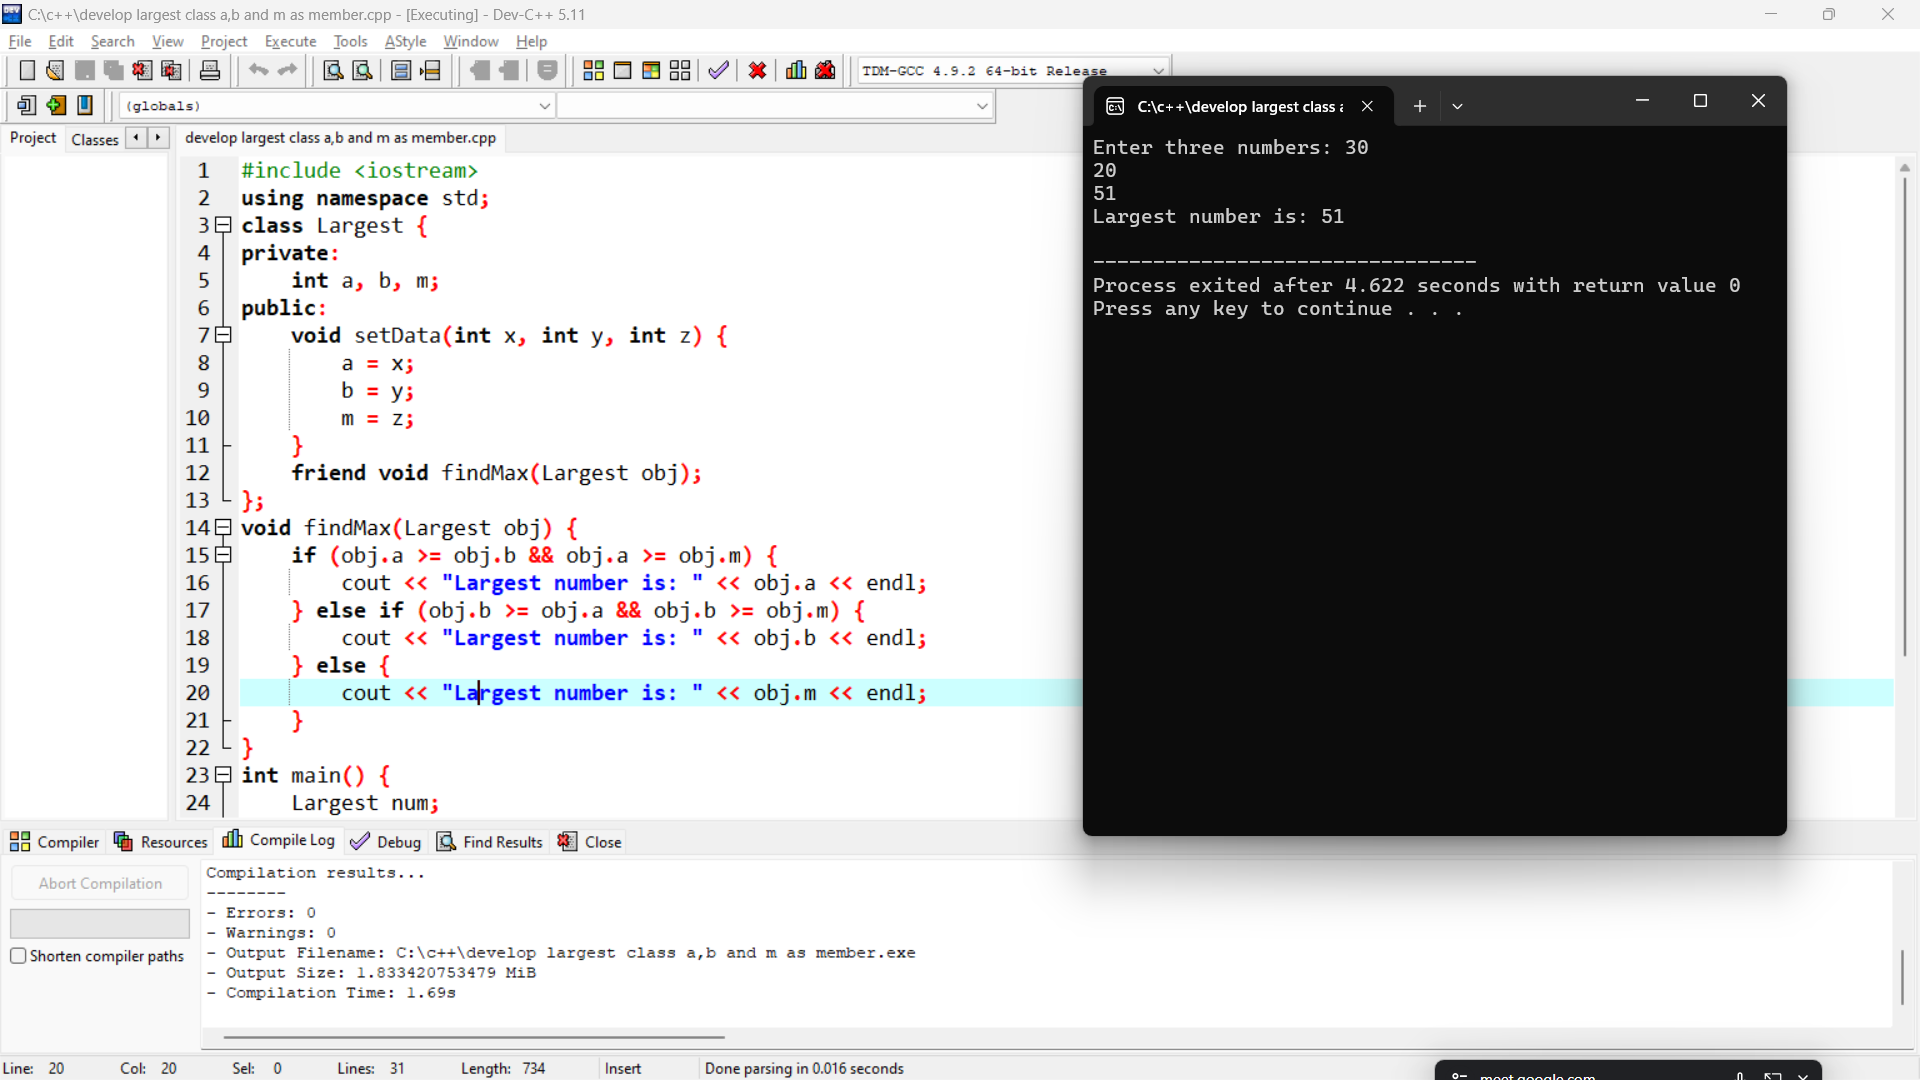 C:\c++\develop largest class a,b and m as member.cpp - [Executing] - Dev-C++ 5.11
File Edit Search View Project Execute Tools AStyle Window Help
TDM-GCC 4.9.2 64-bit Release
(globals)
Project Classes
develop largest class a,b and m as member.cpp
1 #include <iostream>
2 using namespace std;
3 class Largest {
4 private:
5 int a, b, m;
6 public:
7 void setData(int x, int y, int z) {
8 a = x;
9 b = y;
10 m = z;
11 }
12 friend void findMax(Largest obj);
13 };
14 void findMax(Largest obj) {
15 if (obj.a >= obj.b && obj.a >= obj.m) {
16 cout << "Largest number is: " << obj.a << endl;
17 } else if (obj.b >= obj.a && obj.b >= obj.m) {
18 cout << "Largest number is: " << obj.b << endl;
19 } else {
20 cout << "Largest number is: " << obj.m << endl;
21 }
22 }
23 int main() {
24 Largest num;
C:\c++\develop largest class
Enter three numbers: 30
20
51
Largest number is: 51
--------------------------------
Process exited after 4.622 seconds with return value 0
Press any key to continue . . .
Compiler Resources Compile Log Debug Find Results Close
Abort Compilation
Shorten compiler paths
Compilation results...
--------
- Errors: 0
- Warnings: 0
- Output Filename: C:\c++\develop largest class a,b and m as member.exe
- Output Size: 1.833420753479 MiB
- Compilation Time: 1.69s
Line: 20 Col: 20 Sel: 0 Lines: 31 Length: 734 Insert Done parsing in 0.016 seconds
meet.google.com